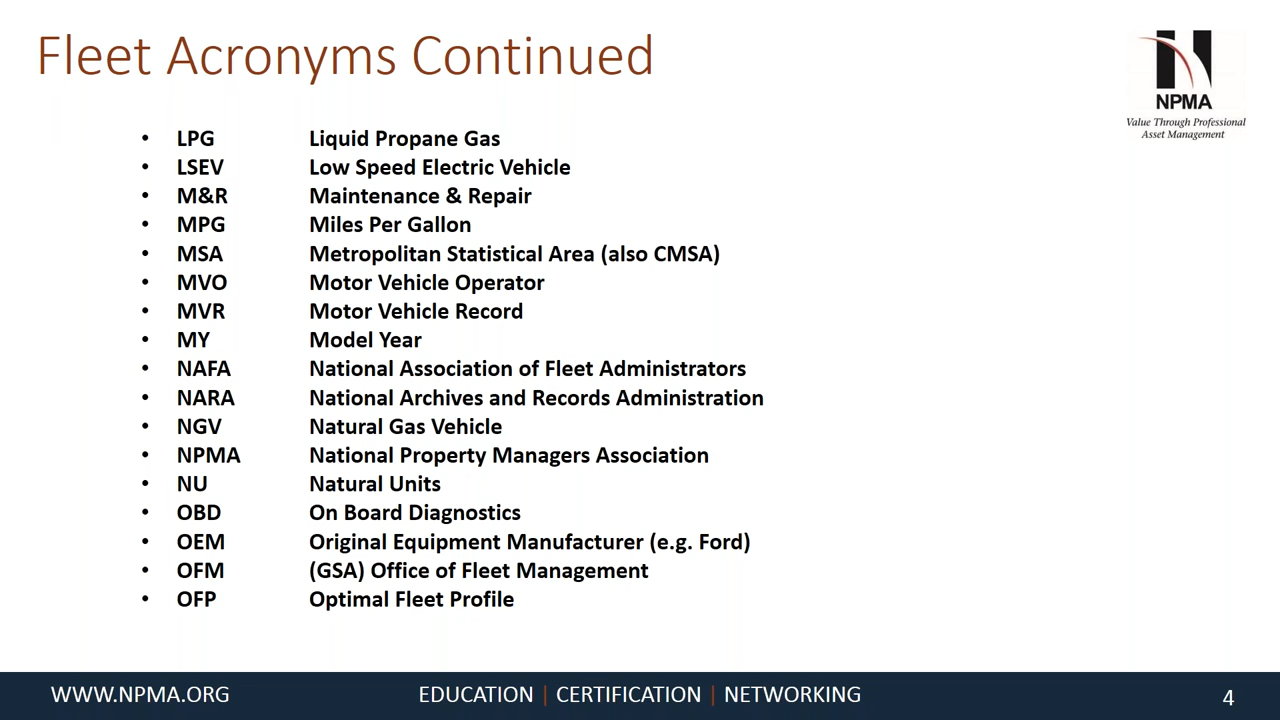 Fleet Acronyms Continued
NPMA
Value Through Professional
Asset Management
• LPG Liquid Propane Gas
• LSEV Low Speed Electric Vehicle
• M&R Maintenance & Repair
• MPG Miles Per Gallon
• MSA Metropolitan Statistical Area (also CMSA)
• MVO Motor Vehicle Operator
• MVR Motor Vehicle Record
• MY Model Year
• NAFA National Association of Fleet Administrators
• NARA National Archives and Records Administration
• NGV Natural Gas Vehicle
• NPMA National Property Managers Association
• NU Natural Units
• OBD On Board Diagnostics
• OEM Original Equipment Manufacturer (e.g. Ford)
• OFM (GSA) Office of Fleet Management
• OFP Optimal Fleet Profile
WWW.NPMA.ORG EDUCATION | CERTIFICATION | NETWORKING 4